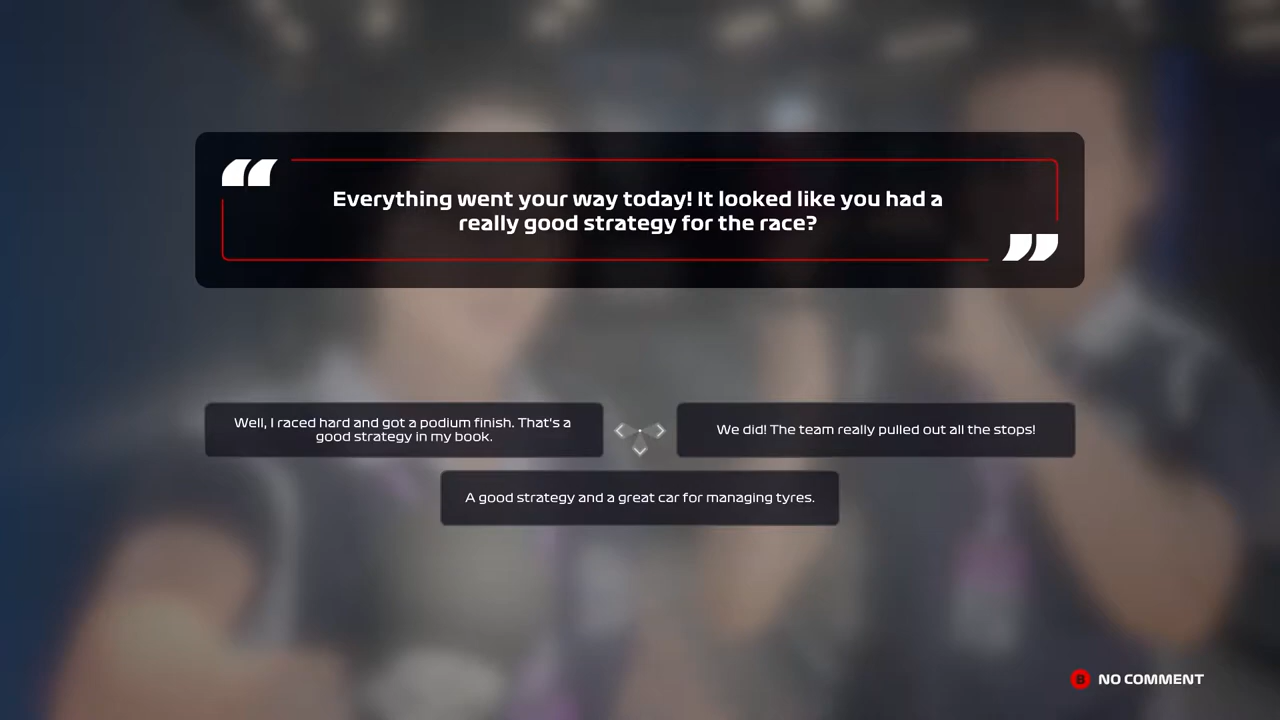 Everything went your way today! It looked like you had a
really good strategy for the race?
Well, I raced hard and got a podium finish. That's a
good strategy in my book.
We did! The team really pulled out all the stops!
A good strategy and a great car for managing tyres.
B NO COMMENT